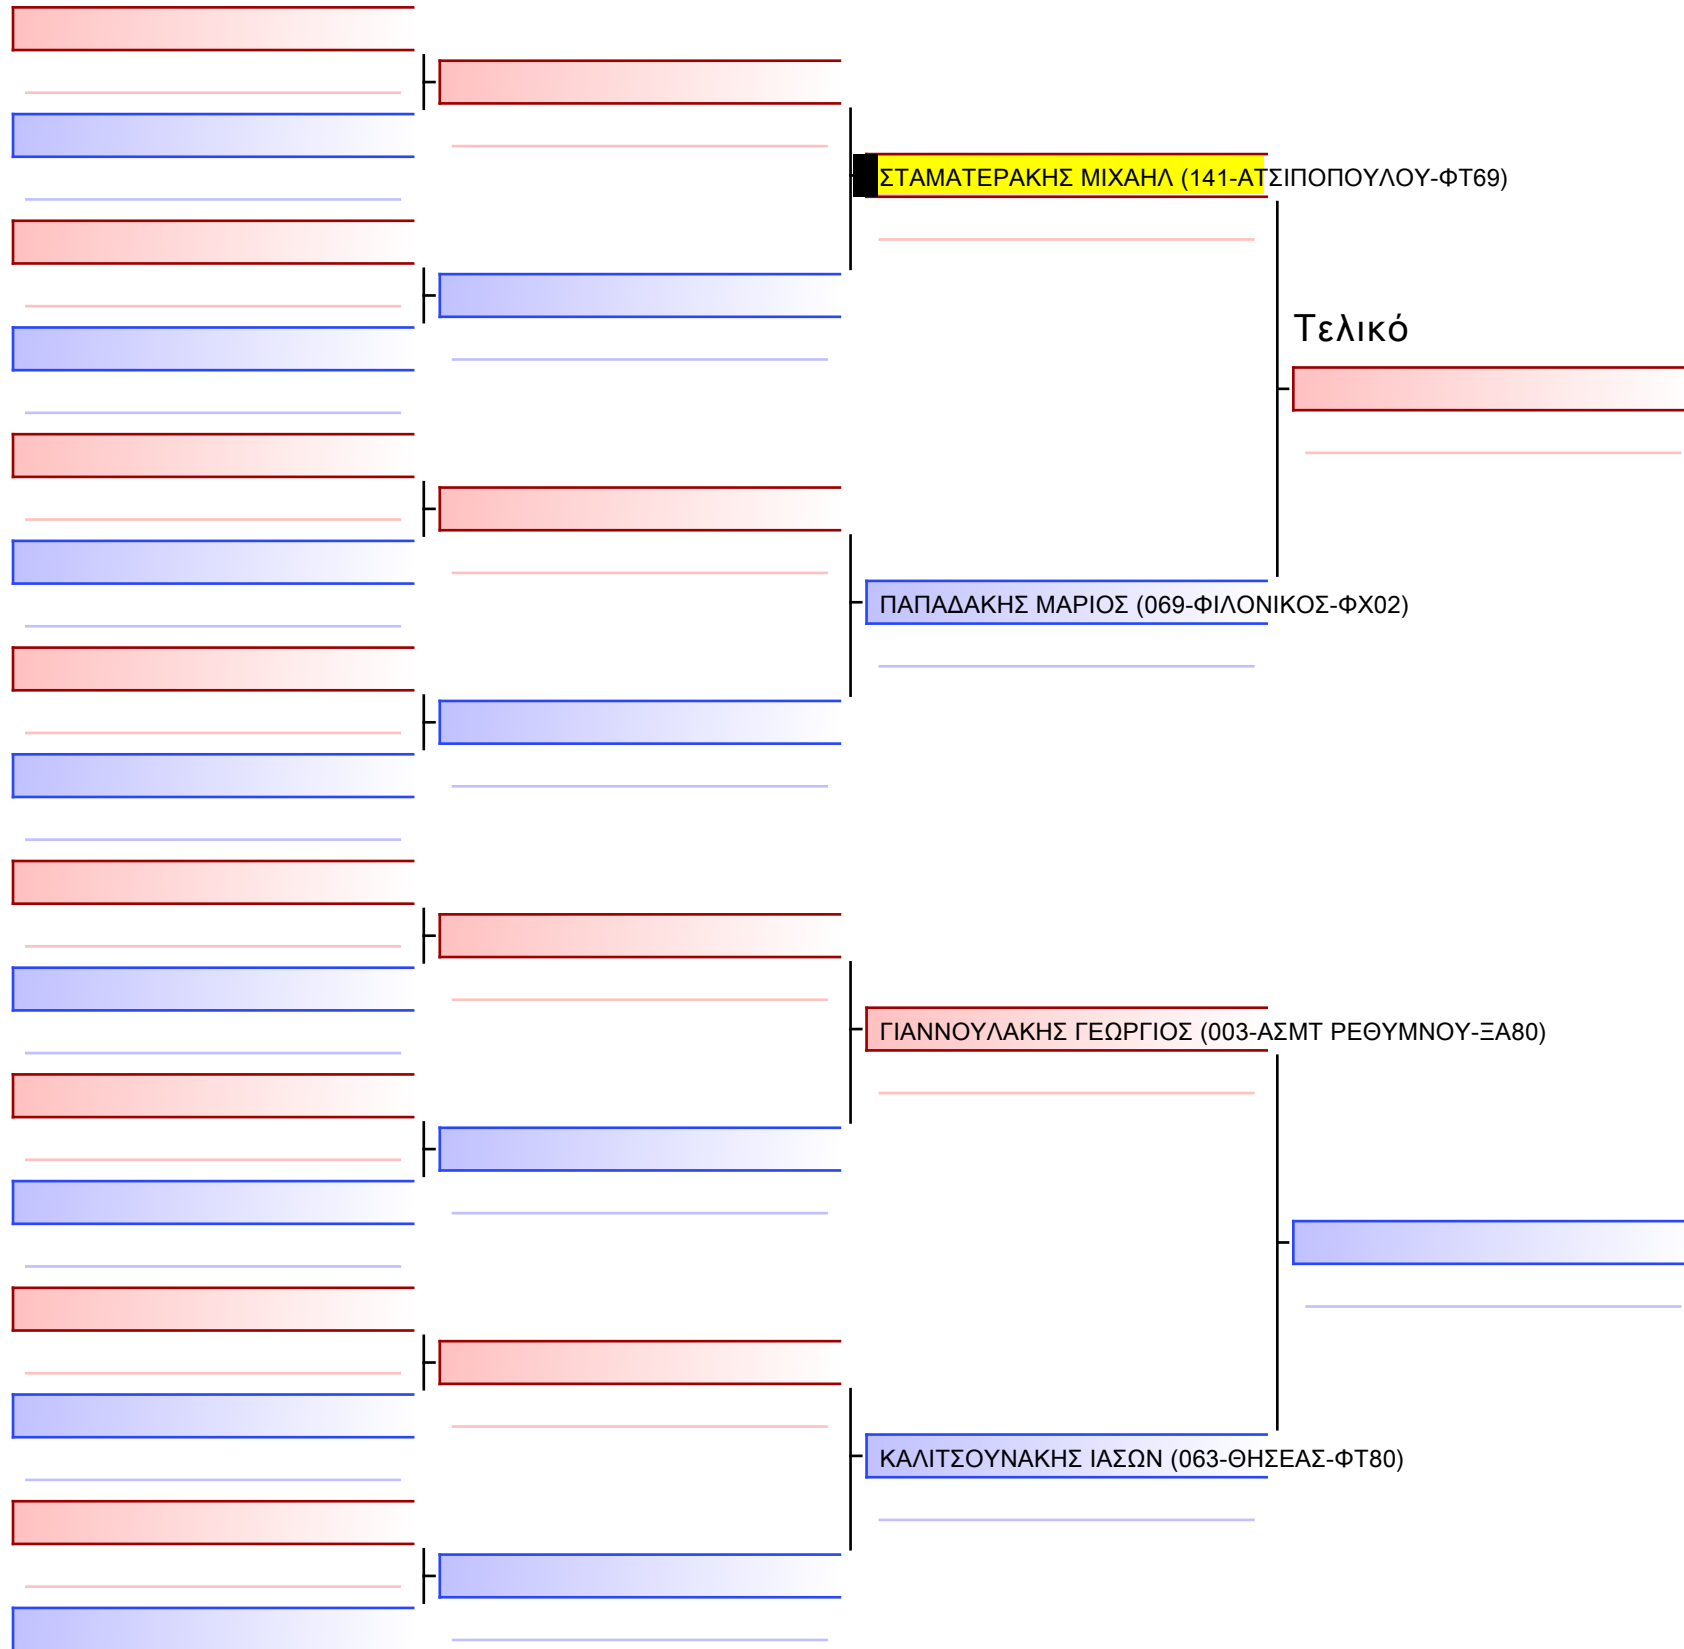 ΣΤΑΜΑΤΕΡΑΚΗΣ ΜΙΧΑΗΛ (141-ΑΤΣΙΠΟΠΟΥΛΟΥ-ΦΤ69)
Τελικό
ΠΑΠΑΔΑΚΗΣ ΜΑΡΙΟΣ (069-ΦΙΛΟΝΙΚΟΣ-ΦΧ02)
ΓΙΑΝΝΟΥΛΑΚΗΣ ΓΕΩΡΓΙΟΣ (003-ΑΣΜΤ ΡΕΘΥΜΝΟΥ-ΞΑ80)
ΚΑΛΙΤΣΟΥΝΑΚΗΣ ΙΑΣΩΝ (063-ΘΗΣΕΑΣ-ΦΤ80)